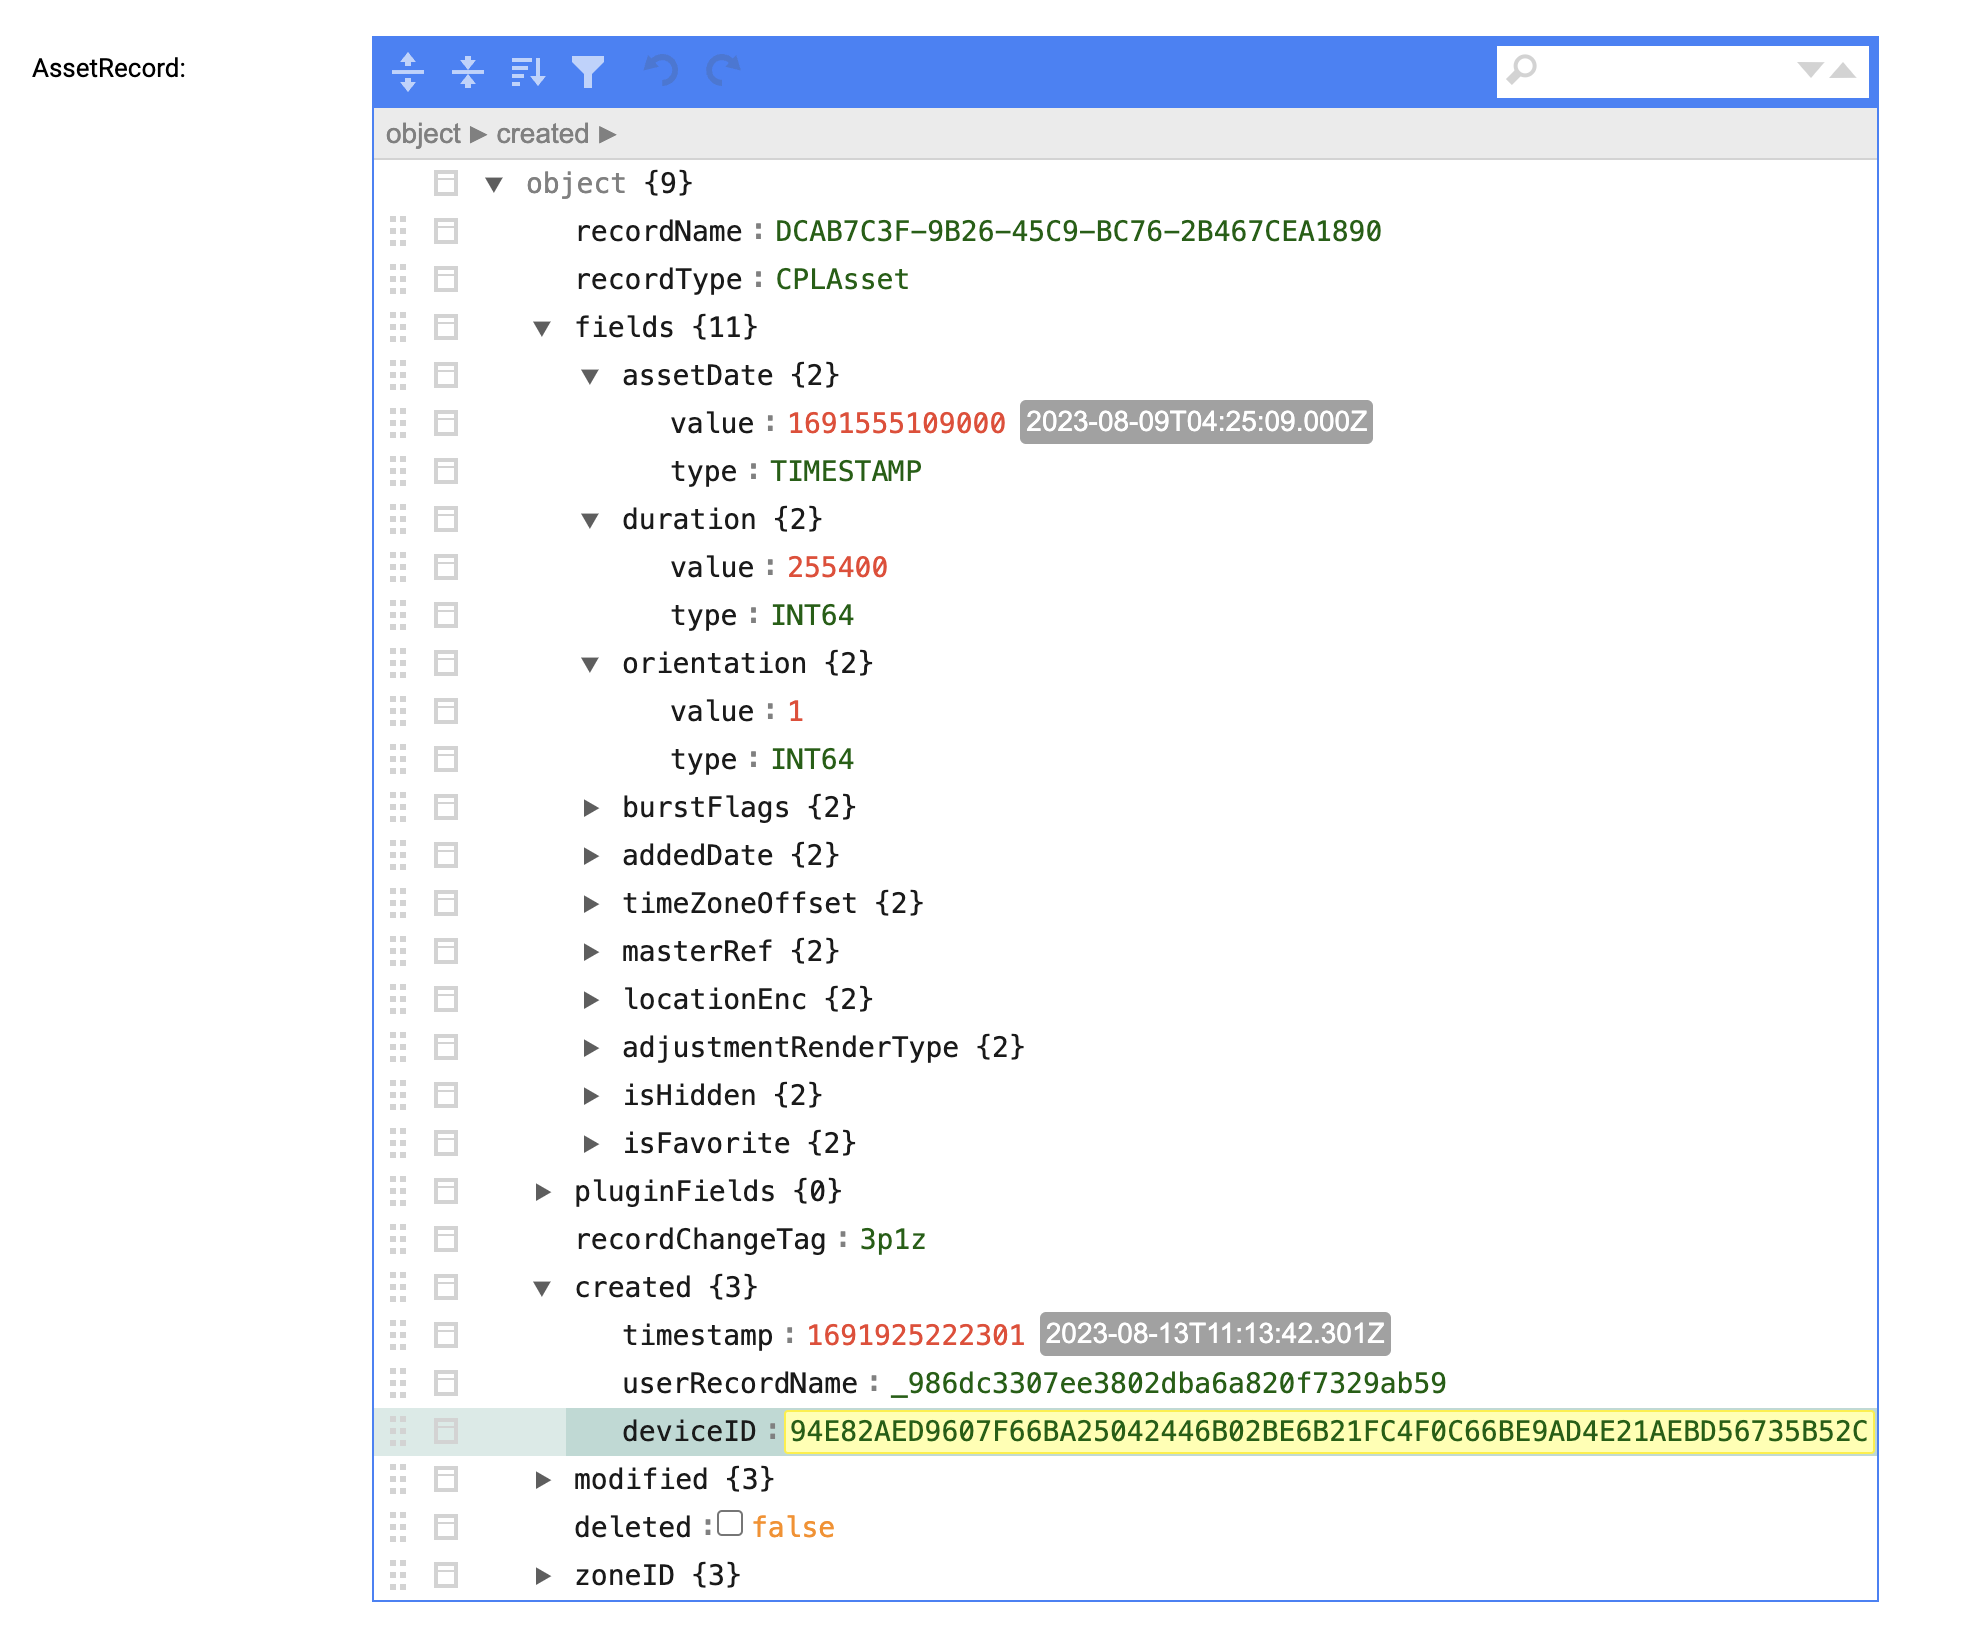 AssetRecord:
object ▶ created ▶
▼ object {9}
recordName : DCAB7C3F-9B26-45C9-BC76-2B467CEA1890
recordType : CPLAsset
▼ fields {11}
▼ assetDate {2}
value : 1691555109000 2023-08-09T04:25:09.000Z
type : TIMESTAMP
▼ duration {2}
value : 255400
type : INT64
▼ orientation {2}
value : 1
type : INT64
▶ burstFlags {2}
▶ addedDate {2}
▶ timeZoneOffset {2}
▶ masterRef {2}
▶ locationEnc {2}
▶ adjustmentRenderType {2}
▶ isHidden {2}
▶ isFavorite {2}
▶ pluginFields {0}
recordChangeTag : 3p1z
▼ created {3}
timestamp : 1691925222301 2023-08-13T11:13:42.301Z
userRecordName : _986dc3307ee3802dba6a820f7329ab59
deviceID : 94E82AED9607F66BA25042446B02BE6B21FC4F0C66BE9AD4E21AEBD56735B52C
▶ modified {3}
deleted : false
▶ zoneID {3}